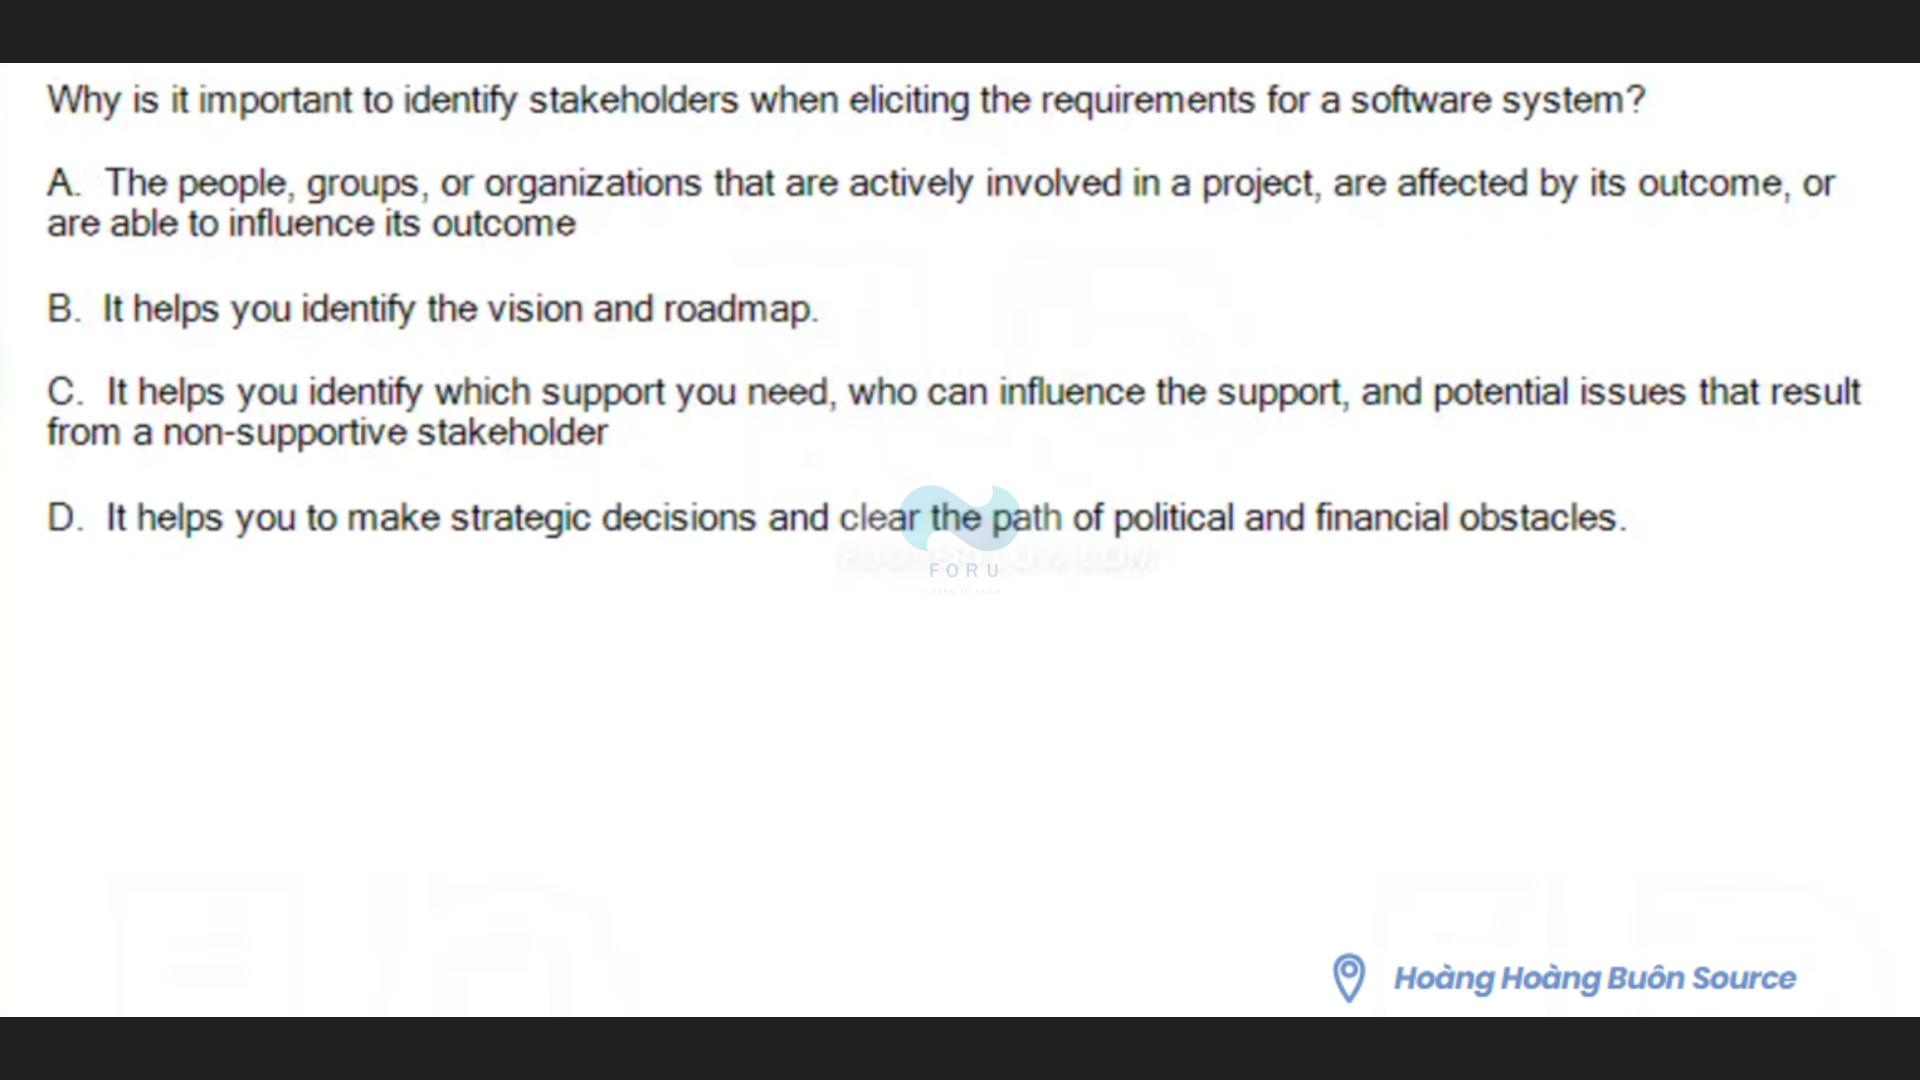 Why is it important to identify stakeholders when eliciting the requirements for a software system?
A. The people, groups, or organizations that are actively involved in a project, are affected by its outcome, or
are able to influence its outcome
B. It helps you identify the vision and roadmap.
C. It helps you identify which support you need, who can influence the support, and potential issues that result
from a non-supportive stakeholder
D. It helps you to make strategic decisions and clear the path of political and financial obstacles.
FORU
LEARN TO KNOW
Hoàng Hoàng Buôn Source